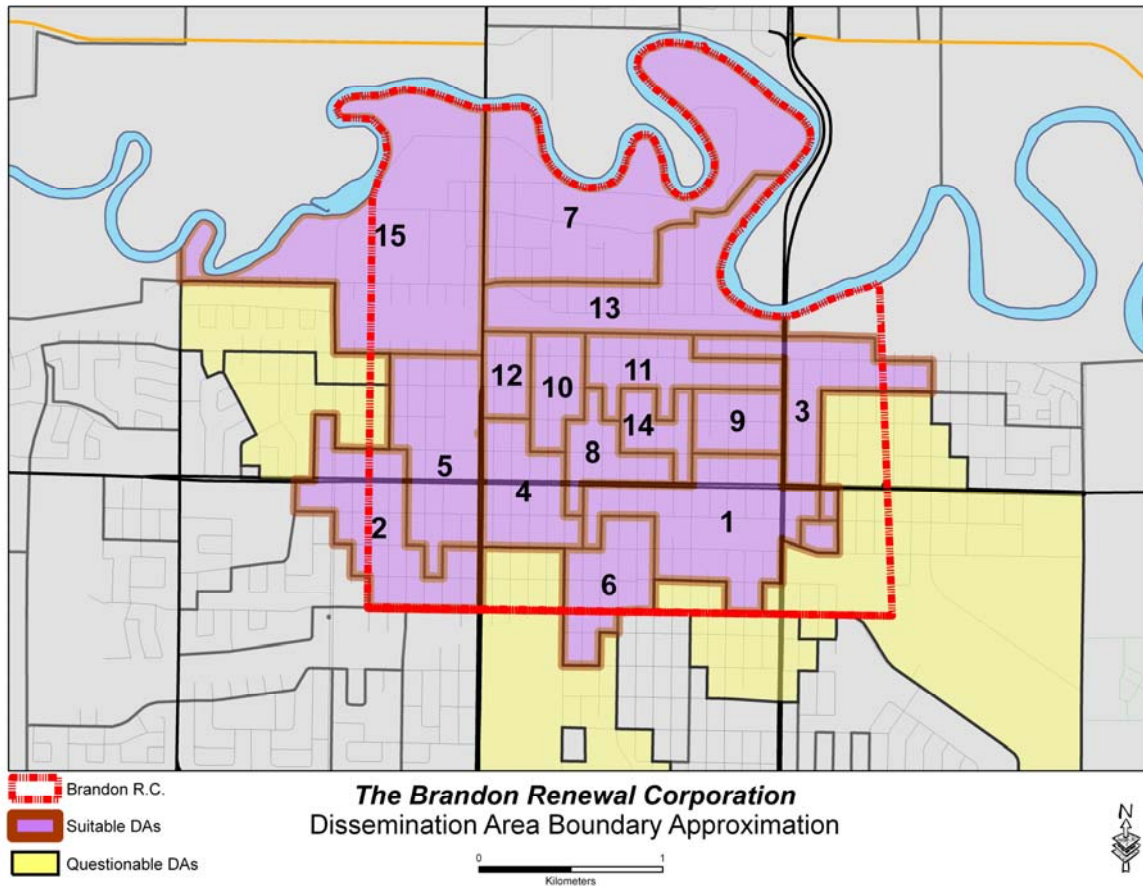 15
7
13
12
10
11
14
9
3
8
5
4
2
1
6
Brandon R.C.
Suitable DAs
Questionable DAs
The Brandon Renewal Corporation
Dissemination Area Boundary Approximation
0 1
Kilometers
N